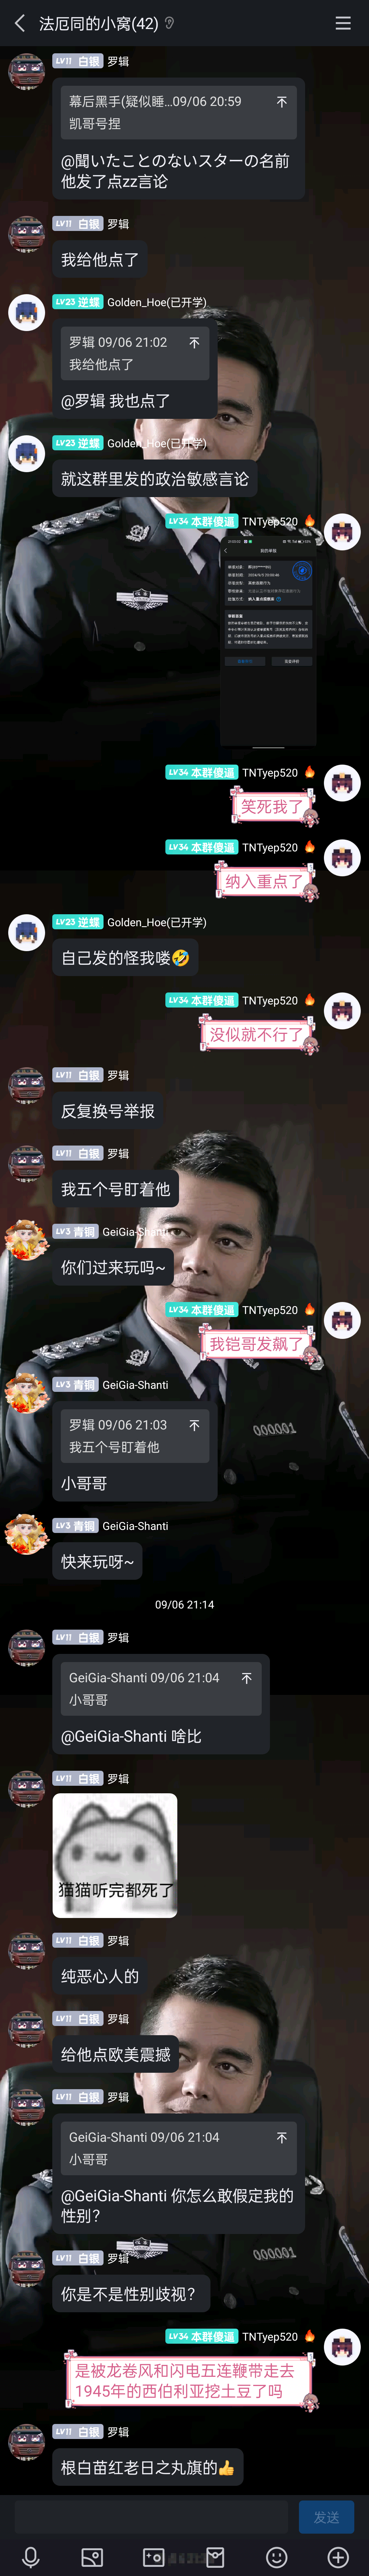 法厄同的小窝(42)
LV11 白银 罗辑
幕后黑手(疑似睡...09/06 20:59
凯哥号捏
@聞いたことのないスターの名前
他发了点zz言论
LV11 白银 罗辑
我给他点了
LV23 逆蝶 Golden_Hoe(已开学)
罗辑 09/06 21:02
我给他点了
@罗辑 我也点了
LV23 逆蝶 Golden_Hoe(已开学)
就这群里发的政治敏感言论
LV34 本群傻逼 TNTyep520
LV34 本群傻逼 TNTyep520
笑死我了
LV34 本群傻逼 TNTyep520
纳入重点了
LV23 逆蝶 Golden_Hoe(已开学)
自己发的怪我喽🤣
LV34 本群傻逼 TNTyep520
没似就不行了
LV11 白银 罗辑
反复换号举报
LV11 白银 罗辑
我五个号盯着他
LV3 青铜 GeiGia-Shanti
你们过来玩吗~
LV34 本群傻逼 TNTyep520
我铠哥发飙了
LV3 青铜 GeiGia-Shanti
罗辑 09/06 21:03
我五个号盯着他
小哥哥
000001
LV3 青铜 GeiGia-Shanti
快来玩呀~
09/06 21:14
LV11 白银 罗辑
GeiGia-Shanti 09/06 21:04
小哥哥
@GeiGia-Shanti 啥比
LV11 白银 罗辑
猫猫听完都死了
LV11 白银 罗辑
纯恶心人的
LV11 白银 罗辑
给他点欧美震撼
LV11 白银 罗辑
GeiGia-Shanti 09/06 21:04
小哥哥
@GeiGia-Shanti 你怎么敢假定我的
性别?
000001
LV11 白银 罗辑
你是不是性别歧视?
LV34 本群傻逼 TNTyep520
是被龙卷风和闪电五连鞭带走去
1945年的西伯利亚挖土豆了吗
LV11 白银 罗辑
根白苗红老日之丸旗的👍
发送